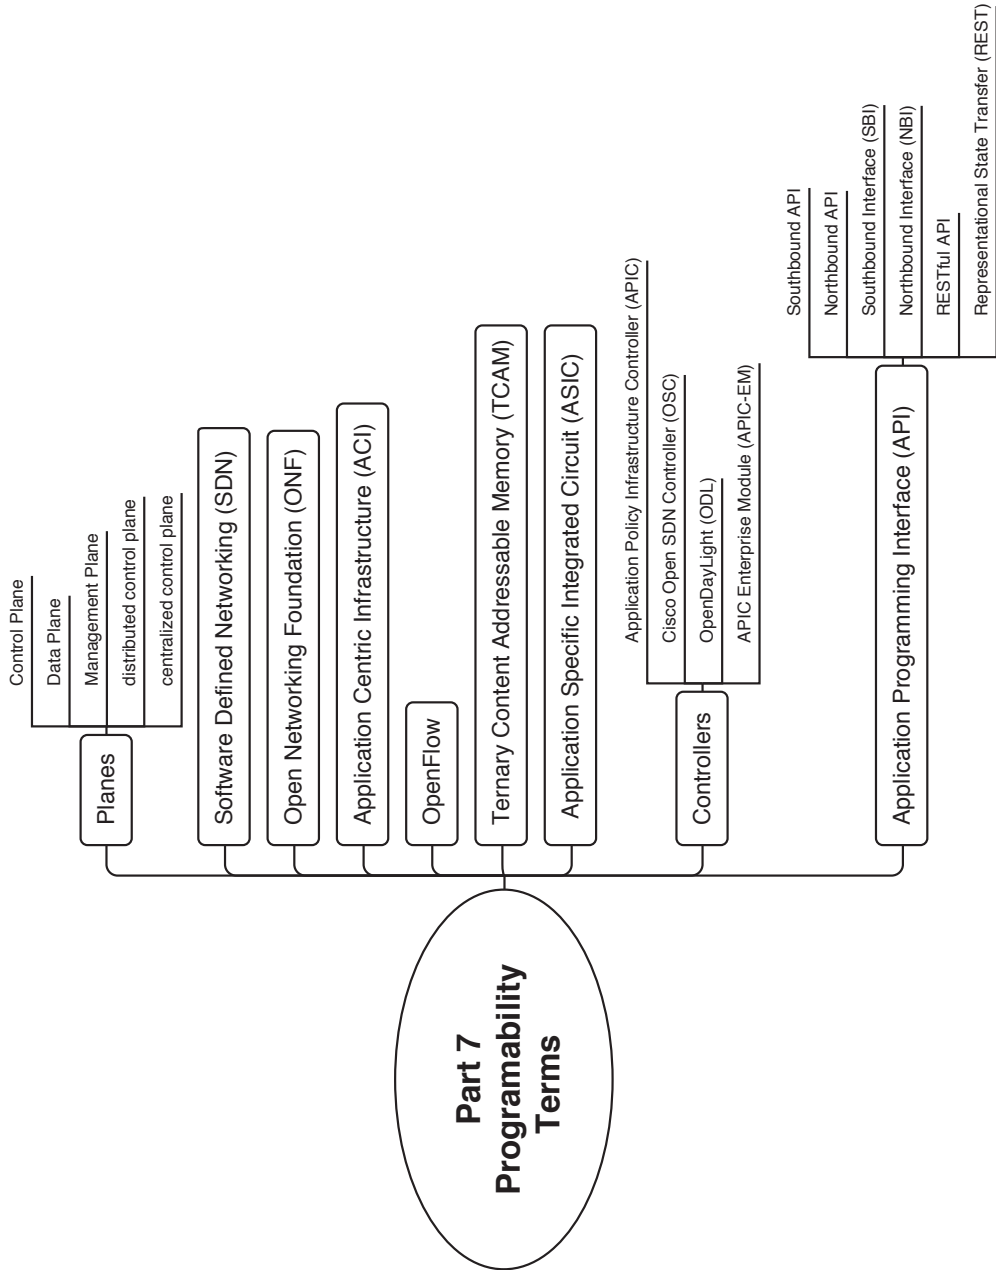 Part 7
Programability
Terms
Planes
Control Plane
Data Plane
Management Plane
distributed control plane
centralized control plane
Software Defined Networking (SDN)
Open Networking Foundation (ONF)
Application Centric Infrastructure (ACI)
OpenFlow
Ternary Content Addressable Memory (TCAM)
Application Specific Integrated Circuit (ASIC)
Controllers
Application Policy Infrastructure Controller (APIC)
Cisco Open SDN Controller (OSC)
OpenDayLight (ODL)
APIC Enterprise Module (APIC-EM)
Application Programming Interface (API)
Southbound API
Northbound API
Southbound Interface (SBI)
Northbound Interface (NBI)
RESTful API
Representational State Transfer (REST)